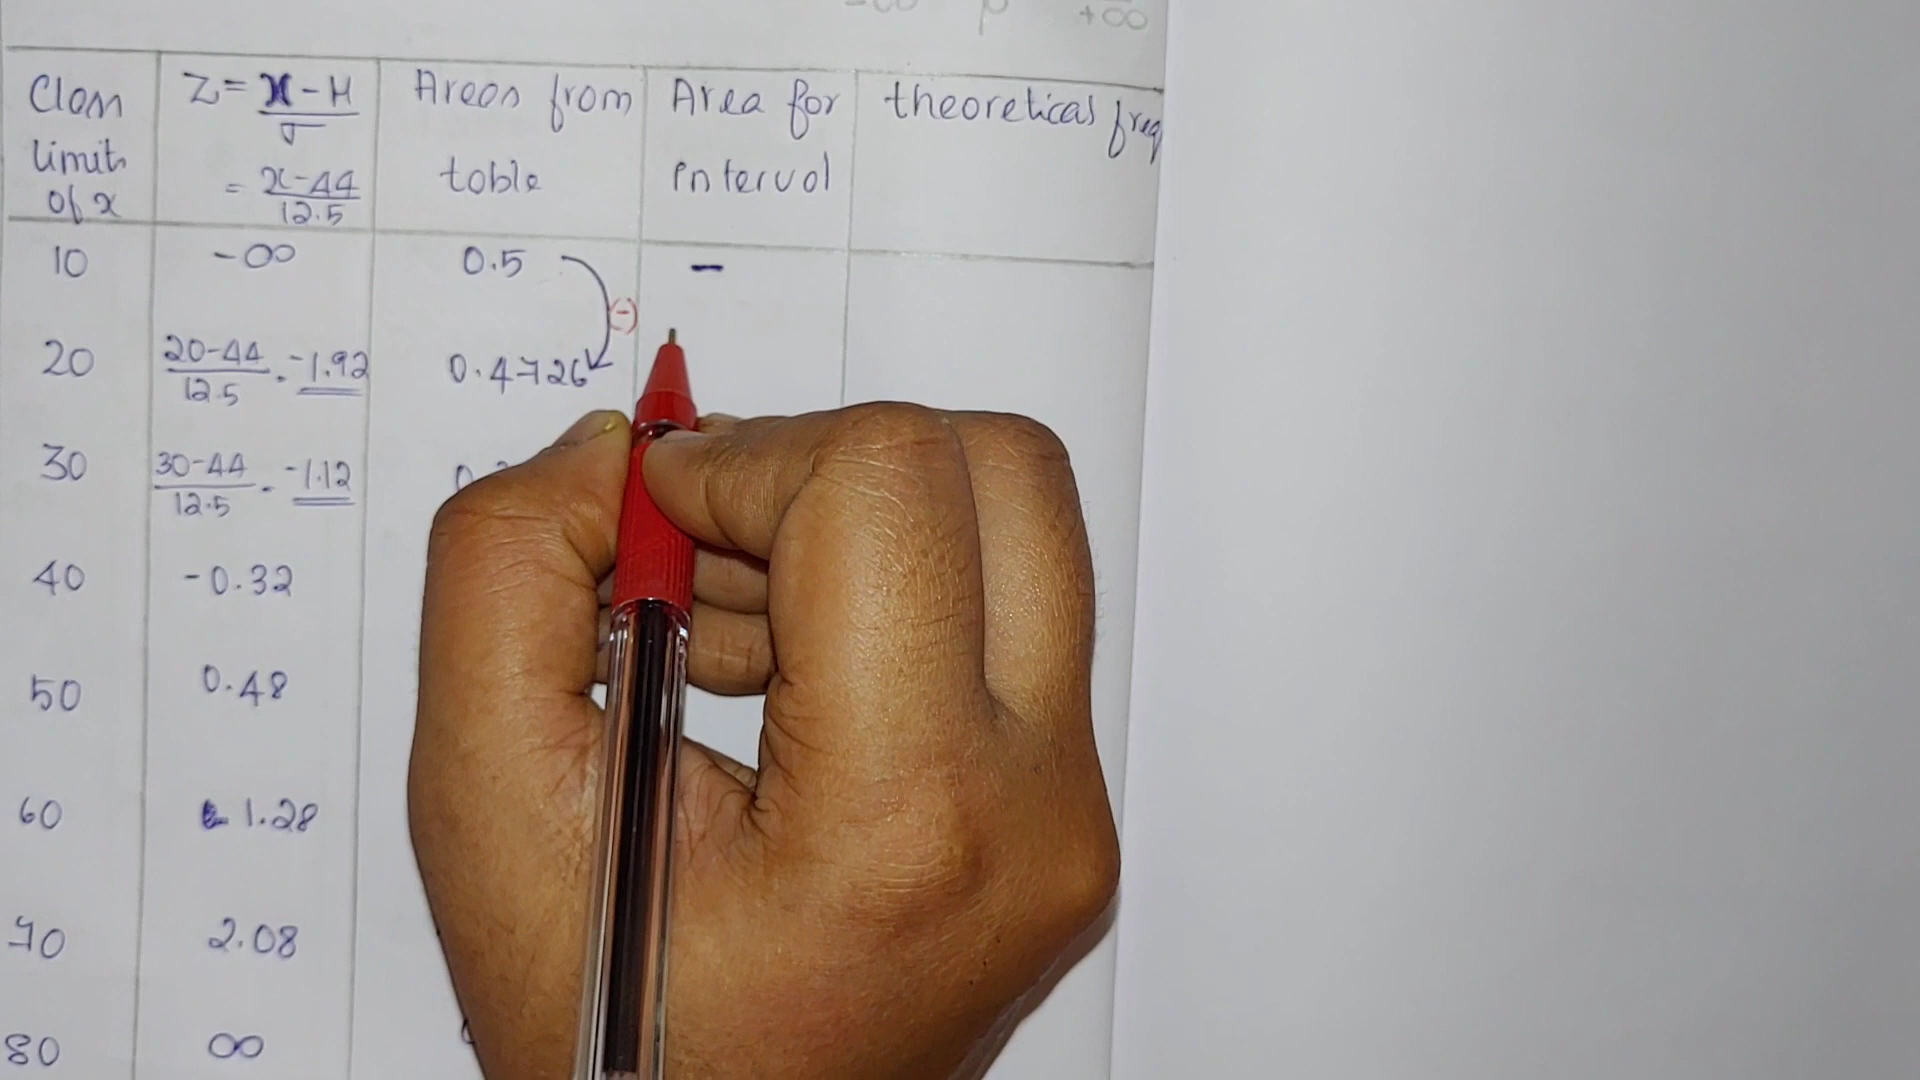 -∞ μ +∞
Class limits of x
Z = x-μ / σ = x-44 / 12.5
Areas from table
Area for interval
theoretical freq
10 -∞ 0.5 -
(-)
20 20-44 / 12.5 = -1.92 0.4726
30 30-44 / 12.5 = -1.12
40 -0.32
50 0.48
60 1.28
70 2.08
80 ∞